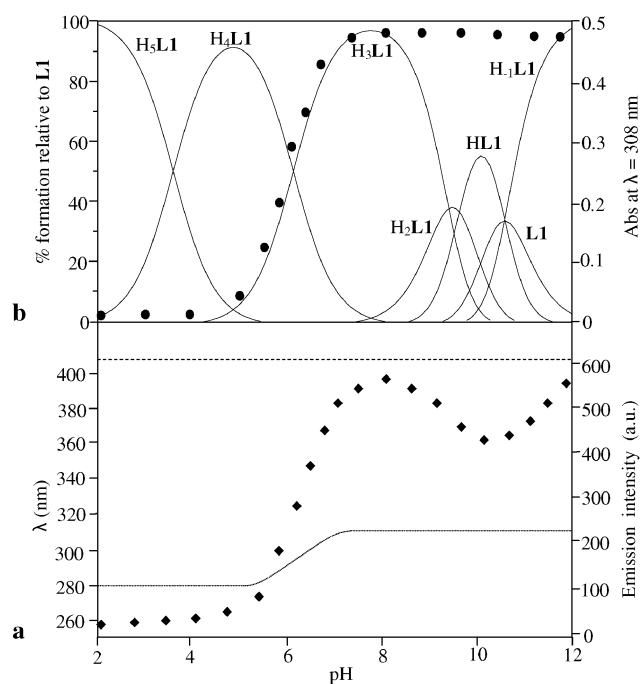 100
80
60
40
20
0
% formation relative to L1
b
H5L1
H4L1
H3L1
H-1L1
HL1
H2L1
L1
0.5
0.4
0.3
0.2
0.1
0
Abs at λ = 308 nm
400
380
360
340
320
300
280
260
λ (nm)
a
600
500
400
300
200
100
0
Emission intensity (a.u.)
2
4
6
8
10
12
pH